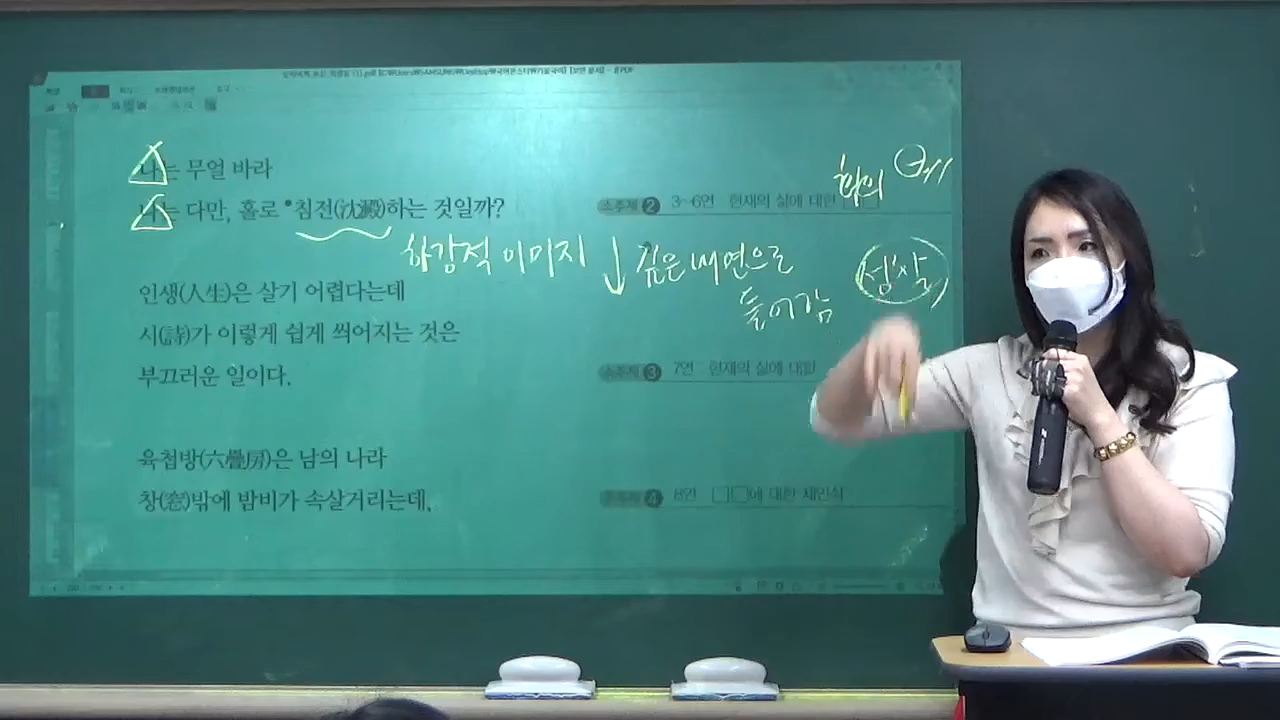 나는 무얼 바라
나는 다만, 홀로 •침전(沈澱)하는 것일까?
소주제 2 3~6연 현재의 삶에 대한 회의
하강적 이미지 ↓ 깊은 내면으로
들어감
성찰
인생(人生)은 살기 어렵다는데
시(詩)가 이렇게 쉽게 씌어지는 것은
부끄러운 일이다.
소주제 3 7연 현재의 삶에 대한
육첩방(六疊房)은 남의 나라
창(窓)밖에 밤비가 속살거리는데,
소주제 4 8연 □□에 대한 재인식